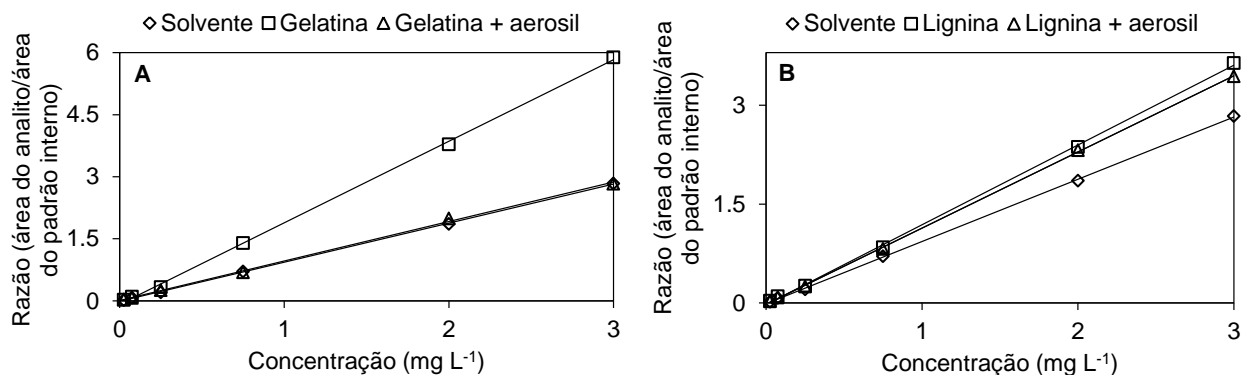 Solvente Gelatina Gelatina + aerosil
A
Razão (área do analito/área
do padrão interno)
6
4.5
3
1.5
0
0 1 2 3
Concentração (mg L-1)
Solvente Lignina Lignina + aerosil
B
Razão (área do analito/área
do padrão interno)
3
1.5
0
0 1 2 3
Concentração (mg L-1)